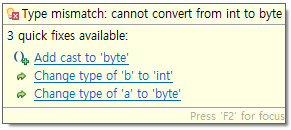 Type mismatch: cannot convert from int to byte
3 quick fixes available:
Add cast to 'byte'
Change type of 'b' to 'int'
Change type of 'a' to 'byte'
Press 'F2' for focus